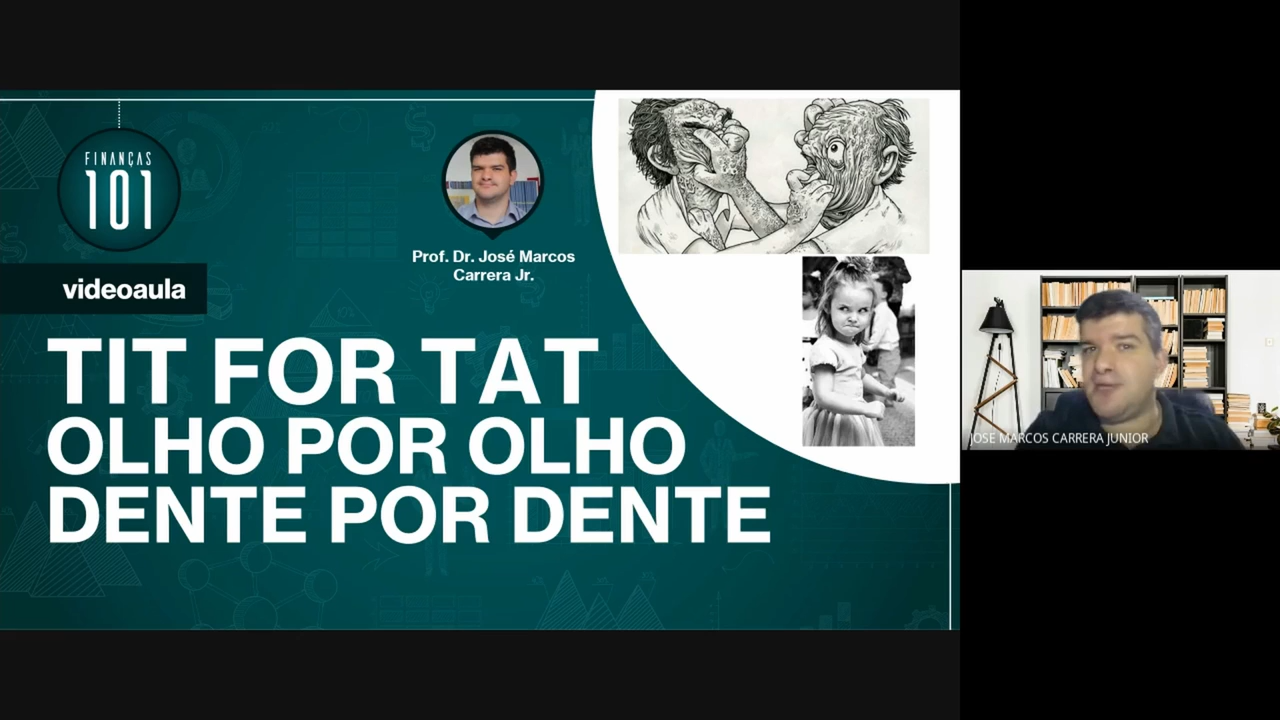 FINANÇAS
101
videoaula
Prof. Dr. José Marcos
Carrera Jr.
TIT FOR TAT
OLHO POR OLHO
DENTE POR DENTE
JOSE MARCOS CARRERA JUNIOR